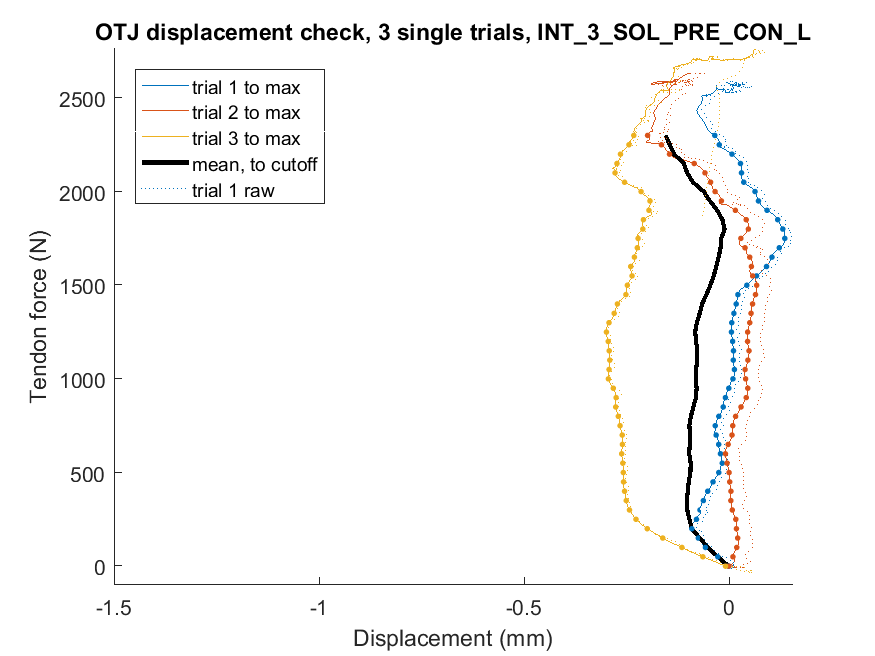 OTJ displacement check, 3 single trials, INT_3_SOL_PRE_CON_L
trial 1 to max
trial 2 to max
trial 3 to max
mean, to cutoff
trial 1 raw
2500
2000
1500
1000
500
0
Tendon force (N)
-1.5
-1
-0.5
0
Displacement (mm)